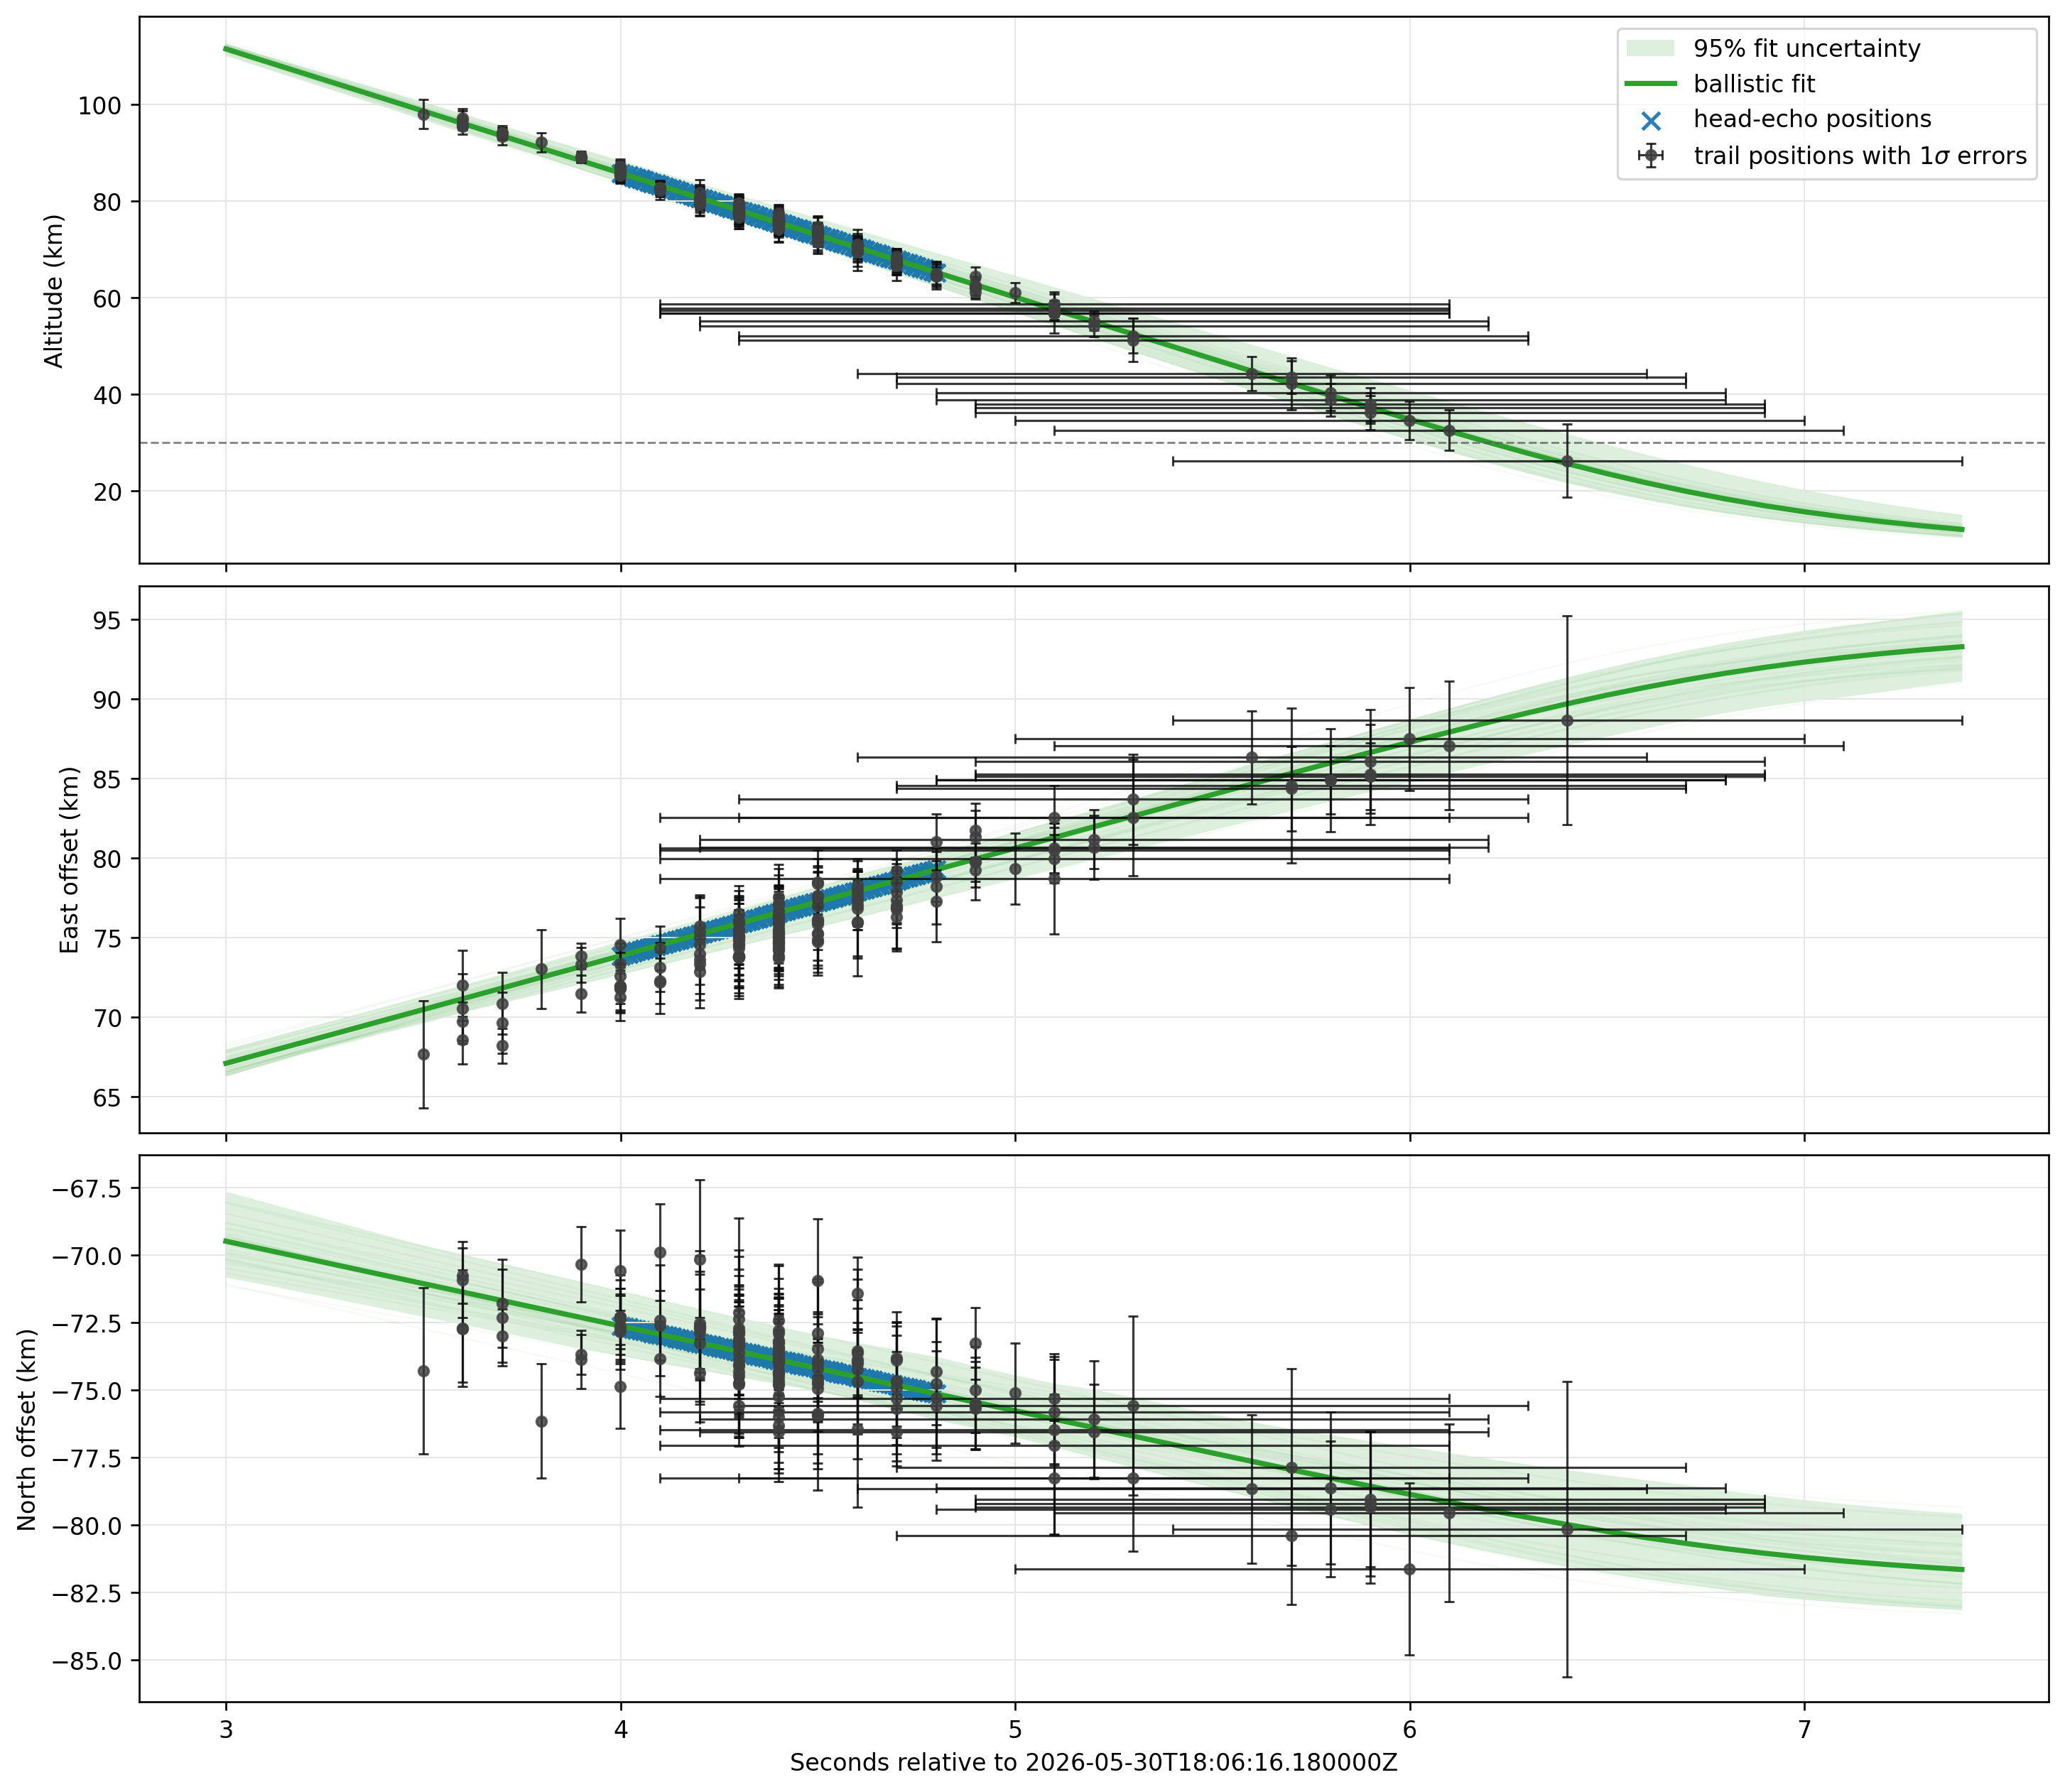 100
80
60
40
20
Altitude (km)
95% fit uncertainty
ballistic fit
head-echo positions
trail positions with 1σ errors
95
90
85
80
75
70
65
East offset (km)
−67.5
−70.0
−72.5
−75.0
−77.5
−80.0
−82.5
−85.0
North offset (km)
3 4 5 6 7
Seconds relative to 2026-05-30T18:06:16.180000Z